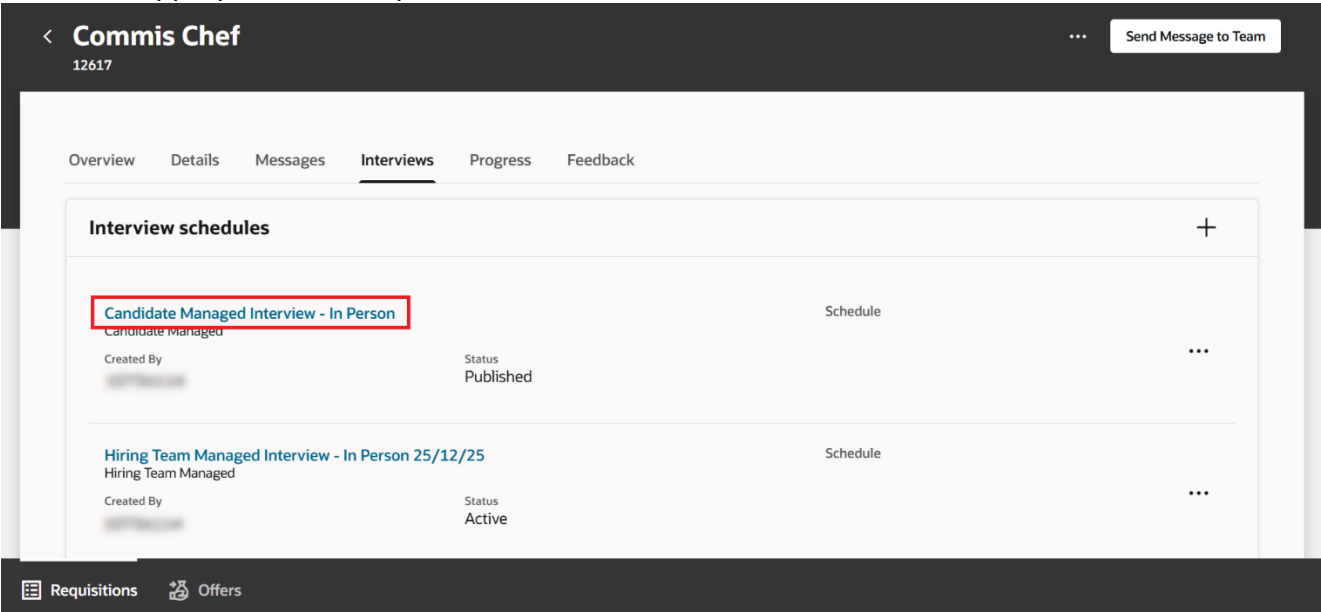 Commis Chef
Send Message to Team
12617
Overview Details Messages Interviews Progress Feedback
Interview schedules
Candidate Managed Interview - In Person
Schedule
Candidate Managed
Created By
Status
Published
Hiring Team Managed Interview - In Person 25/12/25
Schedule
Hiring Team Managed
Created By
Status
Active
Requisitions Offers